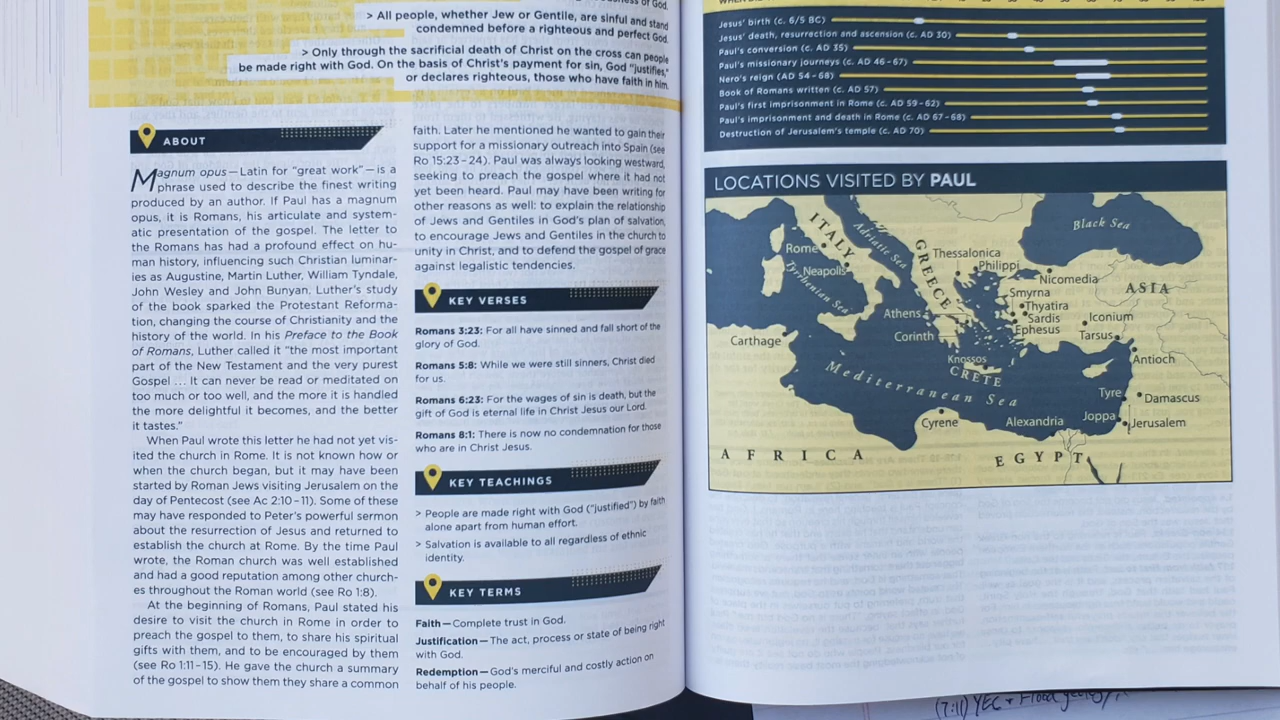 of God.
> All people, whether Jew or Gentile, are sinful and stand
condemned before a righteous and perfect God.
> Only through the sacrificial death of Christ on the cross can people
be made right with God. On the basis of Christ's payment for sin, God "justifies,"
or declares righteous, those who have faith in him.
ABOUT
Magnum opus—Latin for "great work"—is a
phrase used to describe the finest writing
produced by an author. If Paul has a magnum
opus, it is Romans, his articulate and system-
atic presentation of the gospel. The letter to
the Romans has had a profound effect on hu-
man history, influencing such Christian luminar-
ies as Augustine, Martin Luther, William Tyndale,
John Wesley and John Bunyan. Luther's study
of the book sparked the Protestant Reforma-
tion, changing the course of Christianity and the
history of the world. In his Preface to the Book
of Romans, Luther called it "the most important
part of the New Testament and the very purest
Gospel ... It can never be read or meditated on
too much or too well, and the more it is handled
the more delightful it becomes, and the better
it tastes."
When Paul wrote this letter he had not yet vis-
ited the church in Rome. It is not known how or
when the church began, but it may have been
started by Roman Jews visiting Jerusalem on the
day of Pentecost (see Ac 2:10–11). Some of these
may have responded to Peter's powerful sermon
about the resurrection of Jesus and returned to
establish the church at Rome. By the time Paul
wrote, the Roman church was well established
and had a good reputation among other church-
es throughout the Roman world (see Ro 1:8).
At the beginning of Romans, Paul stated his
desire to visit the church in Rome in order to
preach the gospel to them, to share his spiritual
gifts with them, and to be encouraged by them
(see Ro 1:11–15). He gave the church a summary
of the gospel to show them they share a common
faith. Later he mentioned he wanted to gain their
support for a missionary outreach into Spain (see
Ro 15:23–24). Paul was always looking westward,
seeking to preach the gospel where it had not
yet been heard. Paul may have been writing for
other reasons as well: to explain the relationship
of Jews and Gentiles in God's plan of salvation,
to encourage Jews and Gentiles in the church to
unity in Christ, and to defend the gospel of grace
against legalistic tendencies.
KEY VERSES
Romans 3:23: For all have sinned and fall short of the
glory of God.
Romans 5:8: While we were still sinners, Christ died
for us.
Romans 6:23: For the wages of sin is death, but the
gift of God is eternal life in Christ Jesus our Lord.
Romans 8:1: There is now no condemnation for those
who are in Christ Jesus.
KEY TEACHINGS
> People are made right with God ("justified") by faith
alone apart from human effort.
> Salvation is available to all regardless of ethnic
identity.
KEY TERMS
Faith—Complete trust in God.
Justification—The act, process or state of being right
with God.
Redemption—God's merciful and costly action on
behalf of his people.
Jesus' birth (c. 6/5 BC)
Jesus' death, resurrection and ascension (c. AD 30)
Paul's conversion (c. AD 35)
Paul's missionary journeys (c. AD 46–67)
Nero's reign (AD 54–68)
Book of Romans written (c. AD 57)
Paul's first imprisonment in Rome (c. AD 59–62)
Paul's imprisonment and death in Rome (c. AD 67–68)
Destruction of Jerusalem's temple (c. AD 70)
LOCATIONS VISITED BY PAUL
Black Sea
ITALY
Adriatic Sea
Rome
GREECE
Thessalonica
Philippi
Neapolis
Nicomedia
Tyrrhenian Sea
ASIA
Smyrna
Thyatira
Athens
Sardis
Iconium
Ephesus
Corinth
Tarsus
Carthage
Knossos
Antioch
CRETE
Mediterranean Sea
Tyre
Damascus
Cyrene
Alexandria
Joppa
Jerusalem
AFRICA
EGYPT
(7:11) YEC + Flood